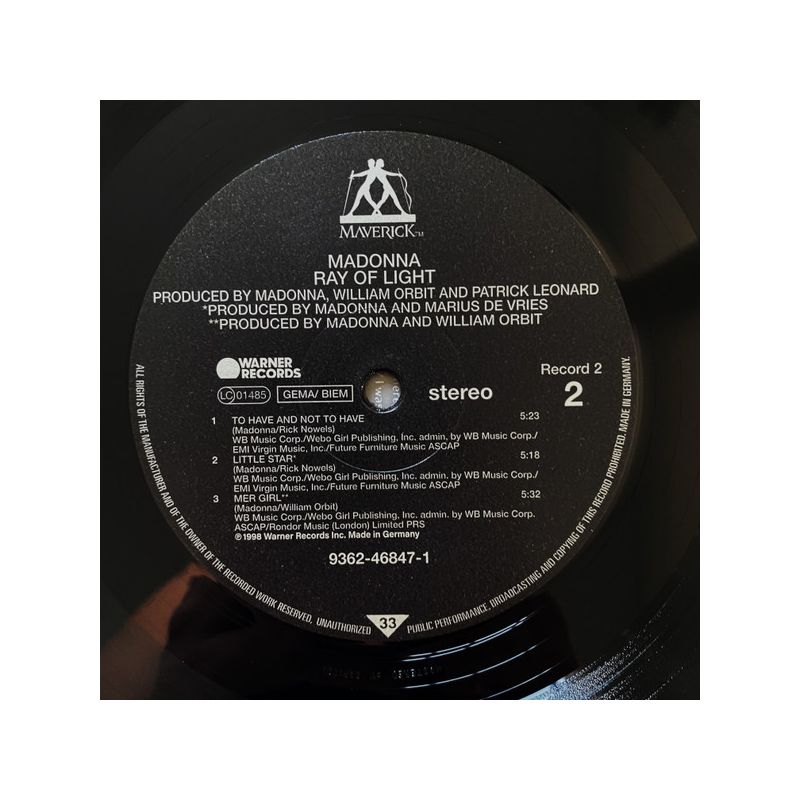 MAVERICK™
MADONNA
RAY OF LIGHT
PRODUCED BY MADONNA, WILLIAM ORBIT AND PATRICK LEONARD
*PRODUCED BY MADONNA AND MARIUS DE VRIES
**PRODUCED BY MADONNA AND WILLIAM ORBIT
WARNER
RECORDS
LC 01485 GEMA/ BIEM
stereo
Record 2
2
1 TO HAVE AND NOT TO HAVE 5:23
(Madonna/Rick Nowels)
WB Music Corp./Webo Girl Publishing, Inc. admin. by WB Music Corp./
EMI Virgin Music, Inc./Future Furniture Music ASCAP
2 LITTLE STAR* 5:18
(Madonna/Rick Nowels)
WB Music Corp./Webo Girl Publishing, Inc. admin. by WB Music Corp./
EMI Virgin Music, Inc./Future Furniture Music ASCAP
3 MER GIRL** 5:32
(Madonna/William Orbit)
WB Music Corp./Webo Girl Publishing, Inc. admin. by WB Music Corp.
ASCAP/Rondor Music (London) Limited PRS
℗1998 Warner Records Inc. Made in Germany
9362-46847-1
ALL RIGHTS OF THE MANUFACTURER AND OF THE OWNER OF THE RECORDED WORK RESERVED, UNAUTHORIZED
33
PUBLIC PERFORMANCE, BROADCASTING AND COPYING OF THIS RECORD PROHIBITED. MADE IN GERMANY.